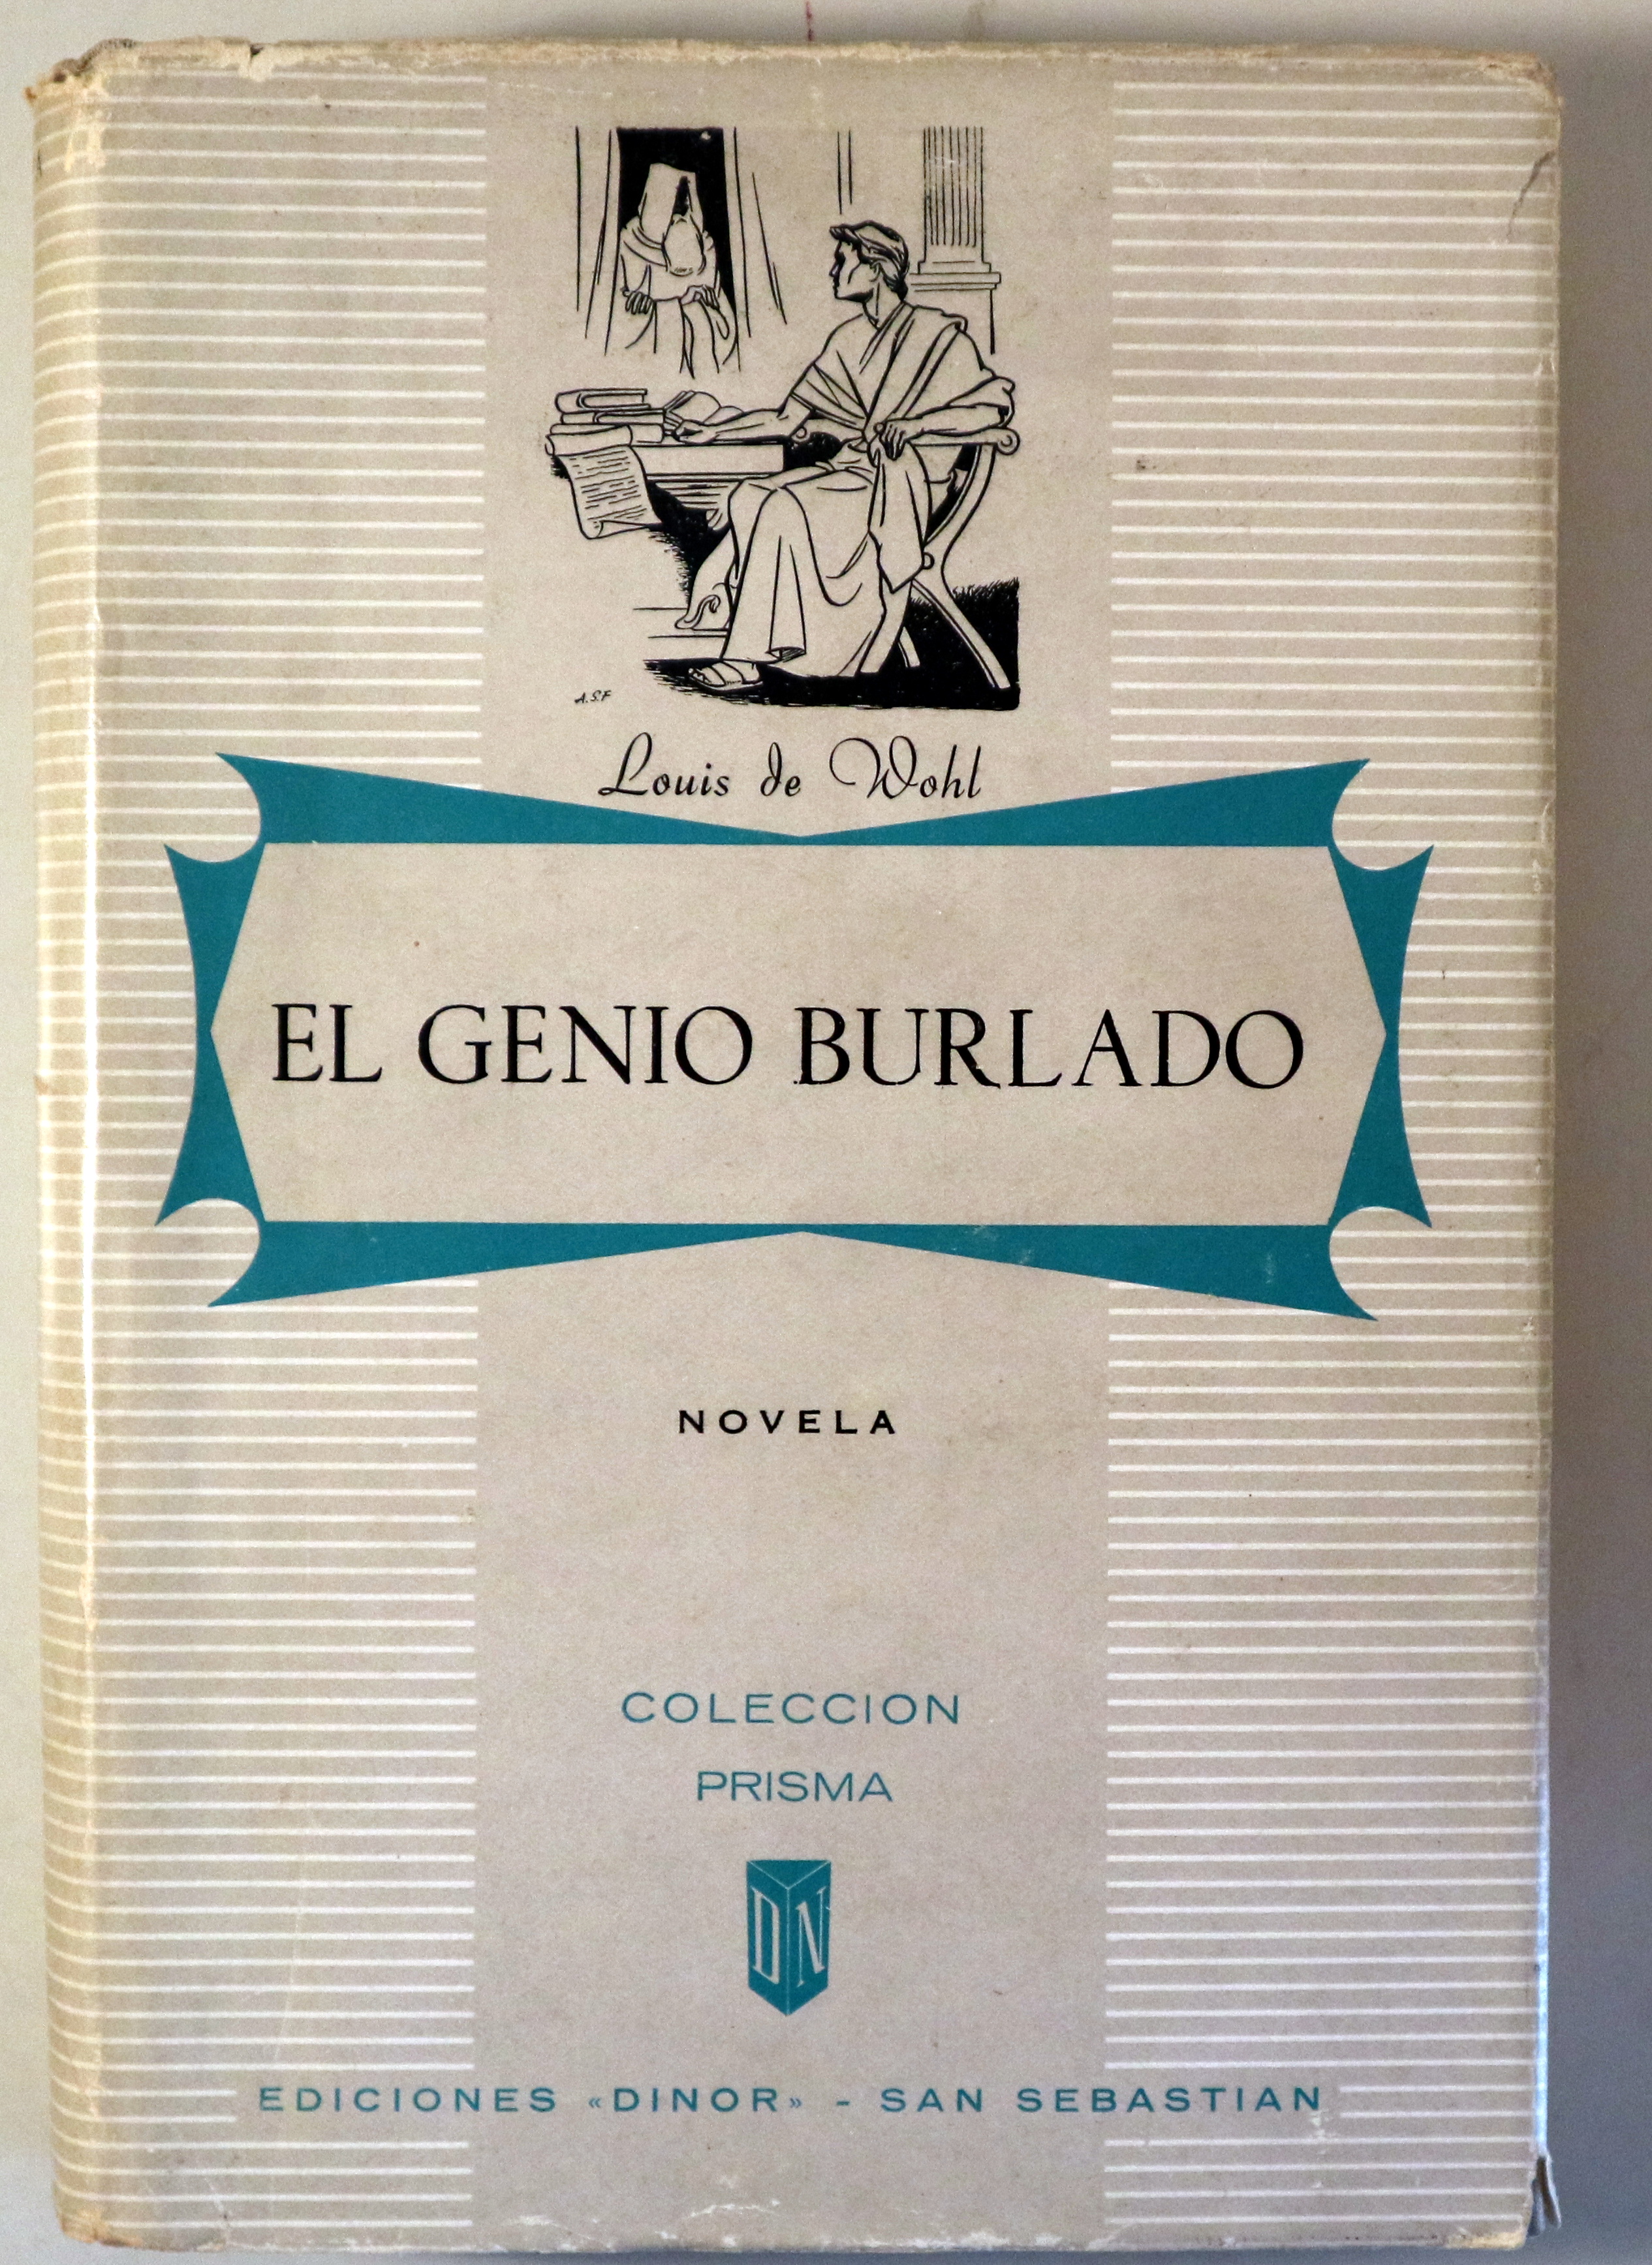 A.S.F
Louis de Wohl
EL GENIO BURLADO
NOVELA
COLECCION
PRISMA
DN
EDICIONES «DINOR» - SAN SEBASTIAN